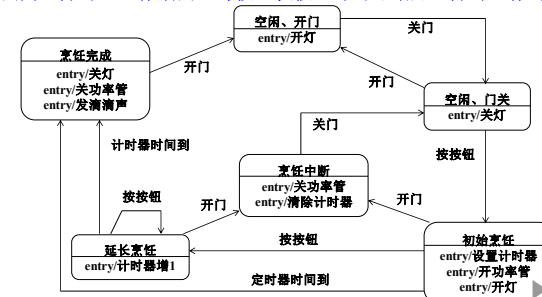 空闲、开门
entry/开灯
关门
烹饪完成
entry/关灯
entry/关功率管
entry/发滴滴声
开门
开门
空闲、门关
entry/关灯
关门
计时器时间到
按按钮
烹饪中断
entry/关功率管
entry/清除计时器
按按钮
开门
开门
延长烹饪
entry/计时器增1
按按钮
初始烹饪
entry/设置计时器
entry/开功率管
entry/开灯
定时器时间到